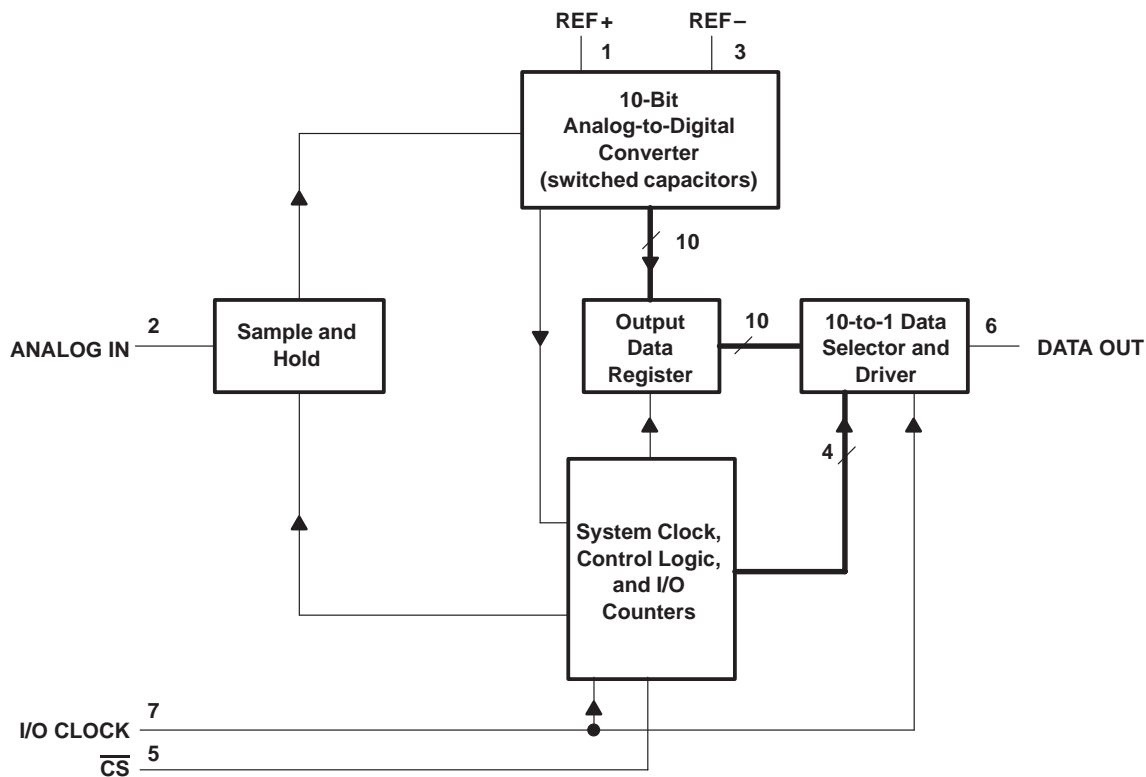 REF+ REF–
1 3
10-Bit
Analog-to-Digital
Converter
(switched capacitors)
10
2
ANALOG IN
Sample and
Hold
Output
Data
Register
10
10-to-1 Data
Selector and
Driver
6
DATA OUT
4
System Clock,
Control Logic,
and I/O
Counters
7
I/O CLOCK
5
C̅S̅